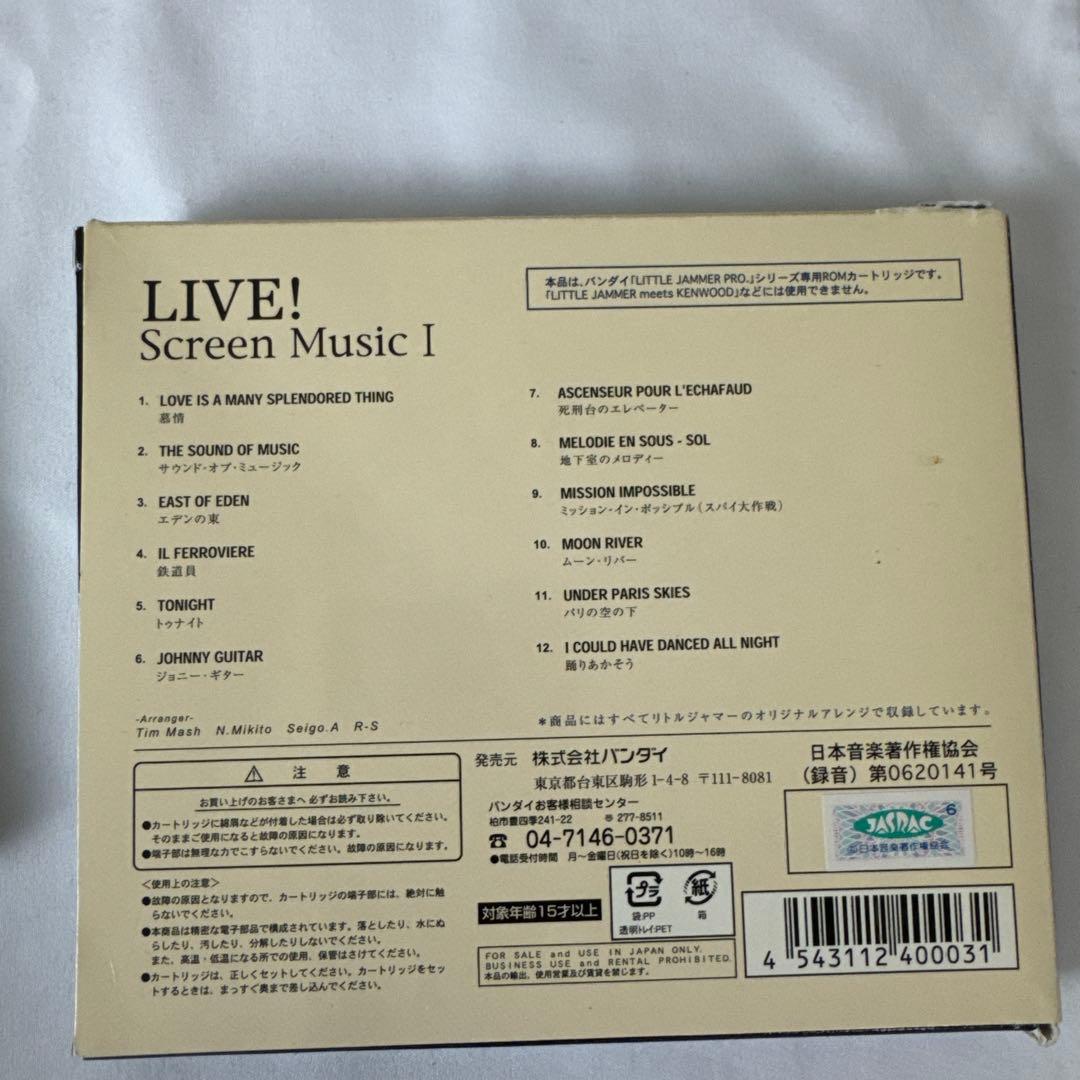 LIVE!
Screen Music I
本品は、バンダイ「LITTLE JAMMER PRO.」シリーズ専用ROMカートリッジです。
「LITTLE JAMMER meets KENWOOD」などには使用できません。
1. LOVE IS A MANY SPLENDORED THING
慕情
2. THE SOUND OF MUSIC
サウンド・オブ・ミュージック
3. EAST OF EDEN
エデンの東
4. IL FERROVIERE
鉄道員
5. TONIGHT
トゥナイト
6. JOHNNY GUITAR
ジョニー・ギター
7. ASCENSEUR POUR L'ECHAFAUD
死刑台のエレベーター
8. MELODIE EN SOUS - SOL
地下室のメロディー
9. MISSION IMPOSSIBLE
ミッション・イン・ポッシブル(スパイ大作戦)
10. MOON RIVER
ムーン・リバー
11. UNDER PARIS SKIES
パリの空の下
12. I COULD HAVE DANCED ALL NIGHT
踊りあかそう
-Arranger-
Tim Mash N.Mikito Seigo.A R-S
*商品にはすべてリトルジャマーのオリジナルアレンジで収録しています。
⚠ 注意
お買い上げのお客さまへ 必ずお読み下さい。
●カートリッジに綿屑などが付着した場合は必ず取り除いてください。
そのままご使用になると故障の原因になります。
●端子部は無理な力でこすらないでください。故障の原因になります。
<使用上の注意>
●故障の原因となりますので、カートリッジの端子部には、絶対に触
らないでください。
●本商品は精密な電子部品で構成されています。落としたり、水にぬ
らしたり、汚したり、分解したりしないでください。
また、高温・低温になる所での使用、保管はさけてください。
●カートリッジは、正しくセットしてください。カートリッジをセッ
トするときは、まっすぐ奥まで差し込んでください。
発売元 株式会社バンダイ
東京都台東区駒形1-4-8 〒111-8081
バンダイお客様相談センター
柏市豊四季241-22 〒277-8511
☎ 04-7146-0371
●電話受付時間 月〜金曜日(祝日を除く)10時〜16時
対象年齢15才以上
プラ
袋:PP
透明トレイ:PET
紙
箱
FOR SALE and USE IN JAPAN ONLY.
BUSINESS USE and RENTAL PROHIBITED.
本品の輸出、使用営業及び賃貸を禁じます。
日本音楽著作権協会
(録音)第0620141号
6
JASRAC
日本音楽著作権協会
4 543112 400031